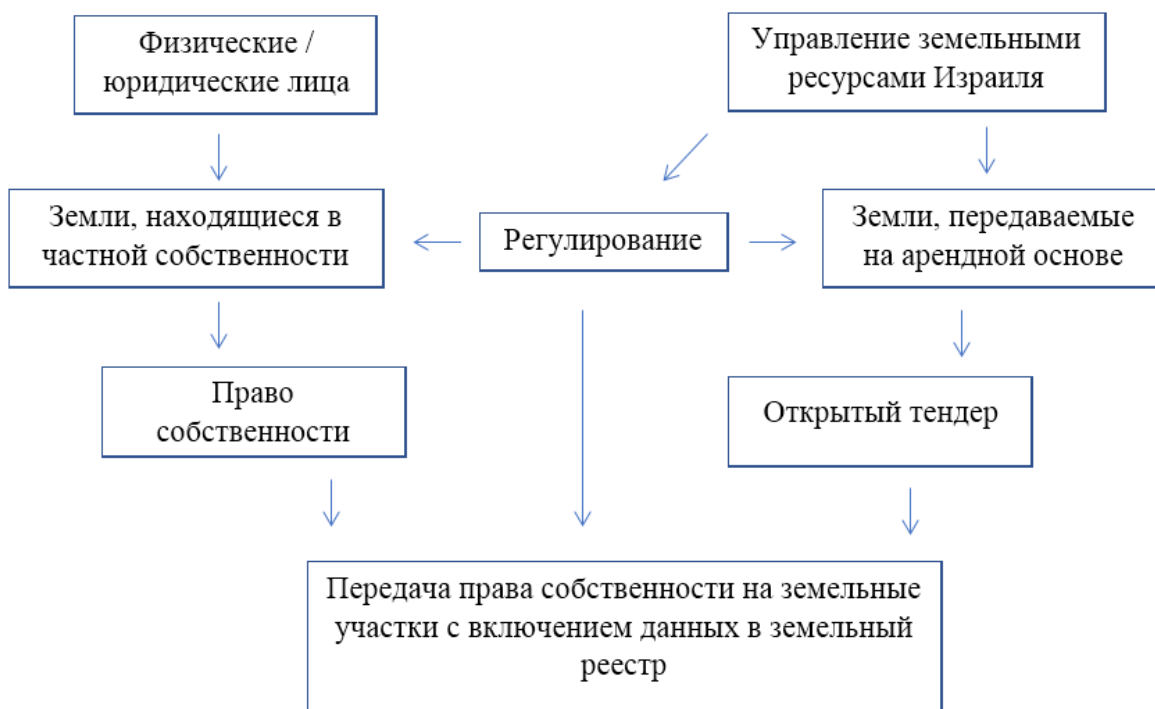 Физические /
юридические лица
Управление земельными
ресурсами Израиля
Земли, находящиеся в
частной собственности
Регулирование
Земли, передаваемые
на арендной основе
Право
собственности
Открытый тендер
Передача права собственности на земельные
участки с включением данных в земельный
реестр